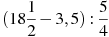 (18 1/2 − 3,5) : 5/4